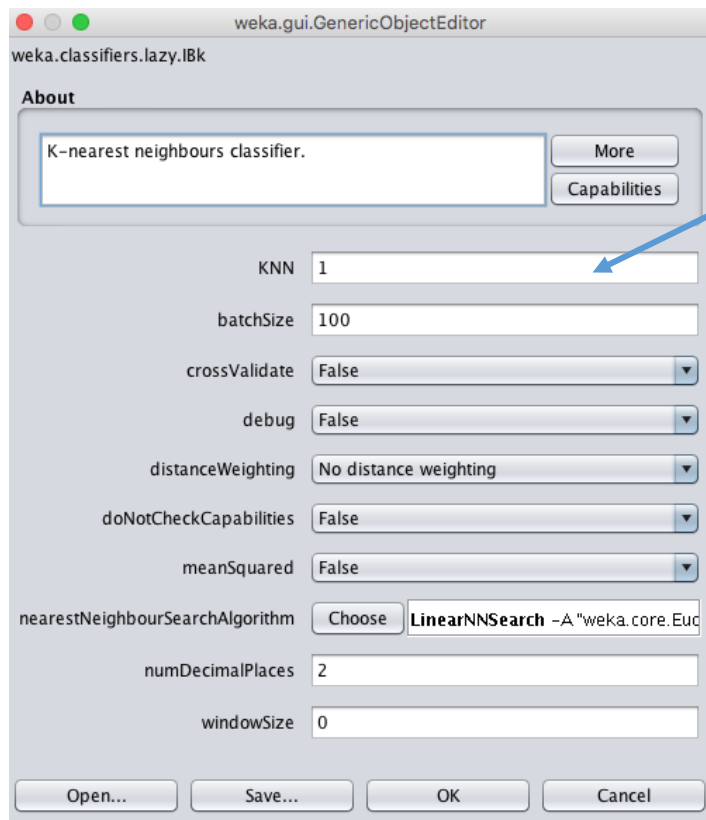 weka.gui.GenericObjectEditor
weka.classifiers.lazy.IBk
About
K-nearest neighbours classifier.
More
Capabilities
KNN 1
batchSize 100
crossValidate False
debug False
distanceWeighting No distance weighting
doNotCheckCapabilities False
meanSquared False
nearestNeighbourSearchAlgorithm Choose LinearNNSearch -A "weka.core.Euc
numDecimalPlaces 2
windowSize 0
Open... Save... OK Cancel